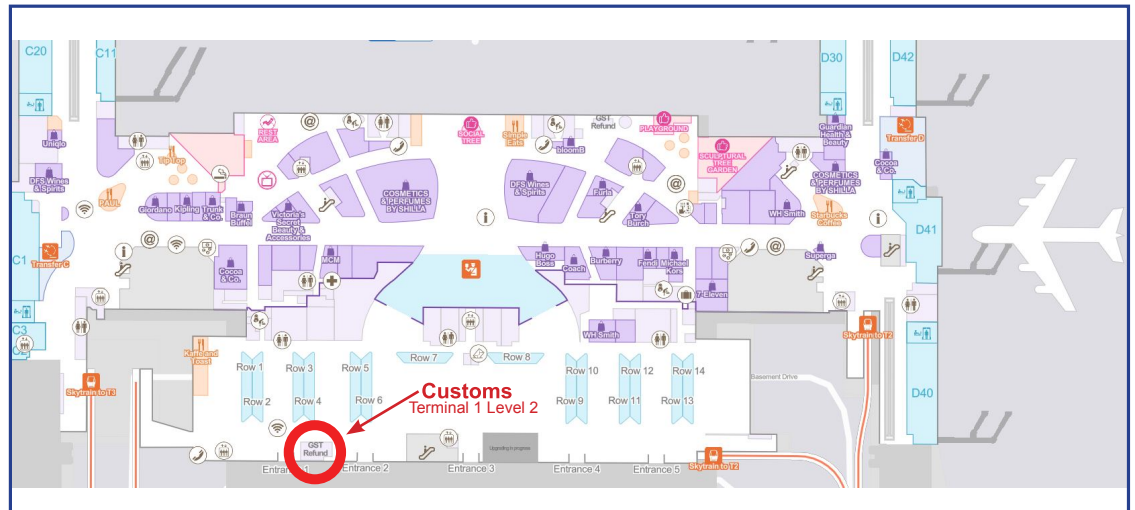 C20
C11
D30
D42
Uniqlo
DFS Wines
& Spirits
PAUL
TipTop
REST
AREA
SOCIAL
TREE
Simple
Eats
bloomB
GST
Refund
PLAYGROUND
SCULPTURAL
TREE
GARDEN
Guardian
Health &
Beauty
Transfer D
Cocoa
& Co.
COSMETICS
& PERFUMES
BY SHILLA
Giordano
Kipling
Trunk
& Co.
Braun
Büffel
Victoria's
Secret
Beauty &
Accessories
COSMETICS
& PERFUMES
BY SHILLA
DFS Wines
& Spirits
Furla
Tory
Burch
WH Smith
Starbucks
Coffee
C1
Transfer C
Cocoa
& Co.
MCM
Hugo
Boss
Coach
Burberry
Fendi
Michael
Kors
7-Eleven
Superga
D41
C3
C2
Skytrain to T3
Kaffe and
Toast
WH Smith
Skytrain to T2
Row 1
Row 3
Row 5
Row 7
Row 8
Row 10
Row 12
Row 14
Basement Drive
Row 2
Row 4
Row 6
Row 9
Row 11
Row 13
D40
Customs
Terminal 1 Level 2
GST
Refund
Upgrading in progress
Entrance 1
Entrance 2
Entrance 3
Entrance 4
Entrance 5
Skytrain to T2